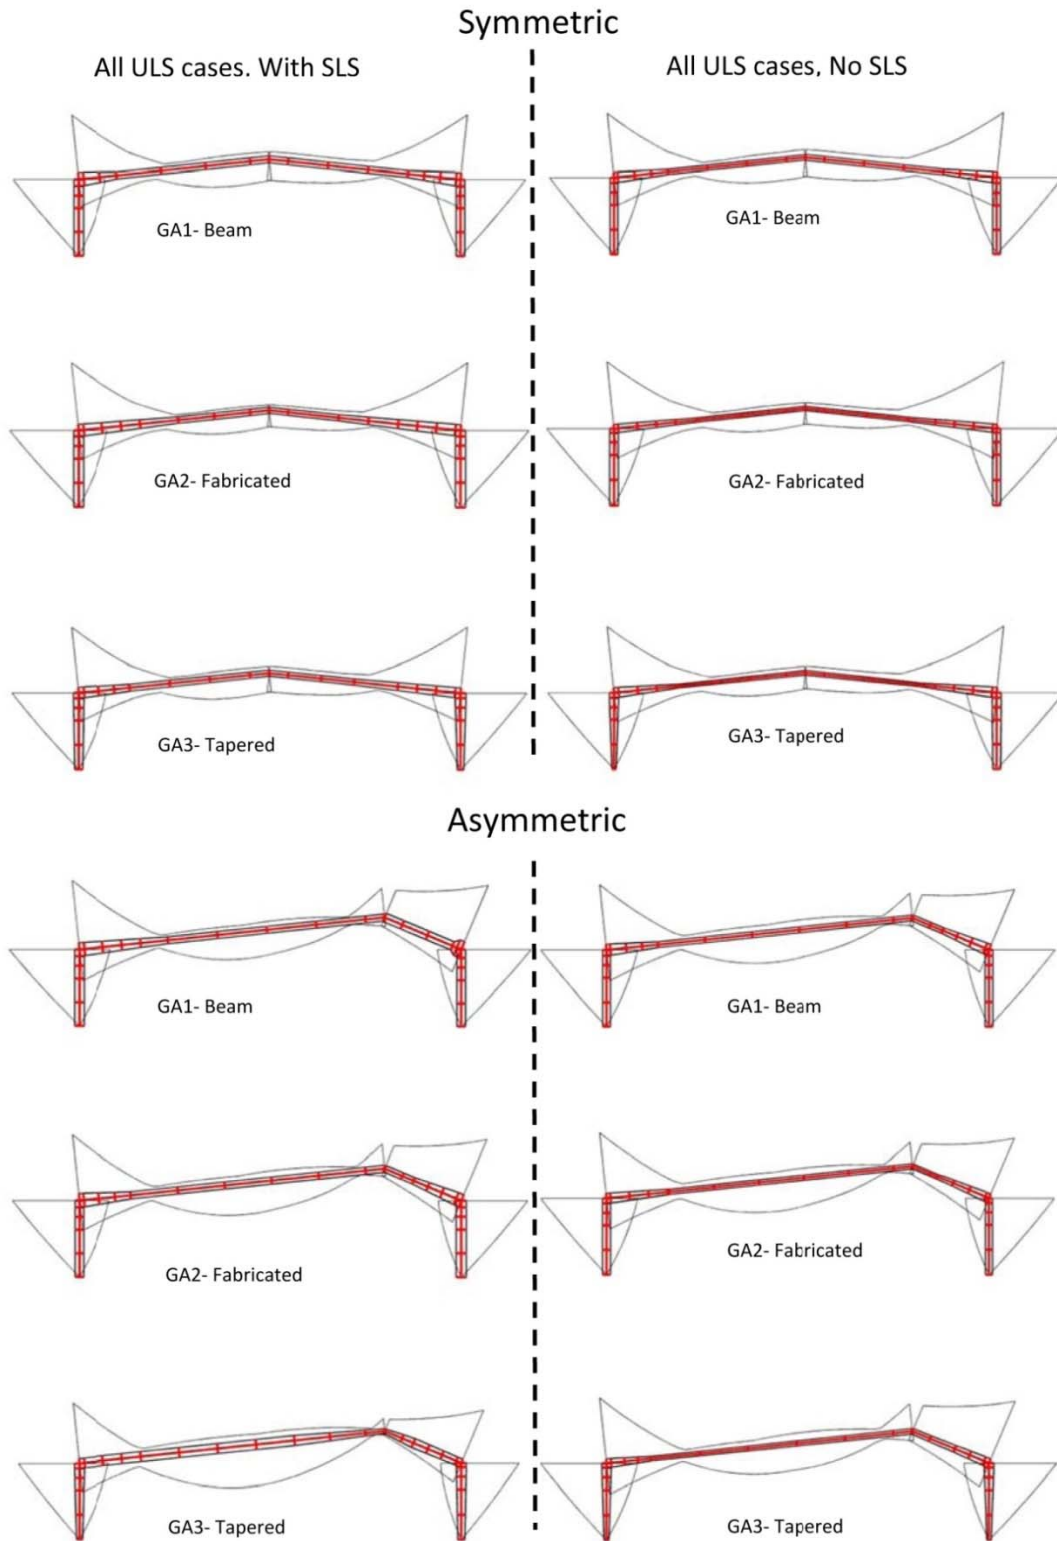 Symmetric
All ULS cases. With SLS
All ULS cases, No SLS
GA1- Beam
GA1- Beam
GA2- Fabricated
GA2- Fabricated
GA3- Tapered
GA3- Tapered
Asymmetric
GA1- Beam
GA1- Beam
GA2- Fabricated
GA2- Fabricated
GA3- Tapered
GA3- Tapered